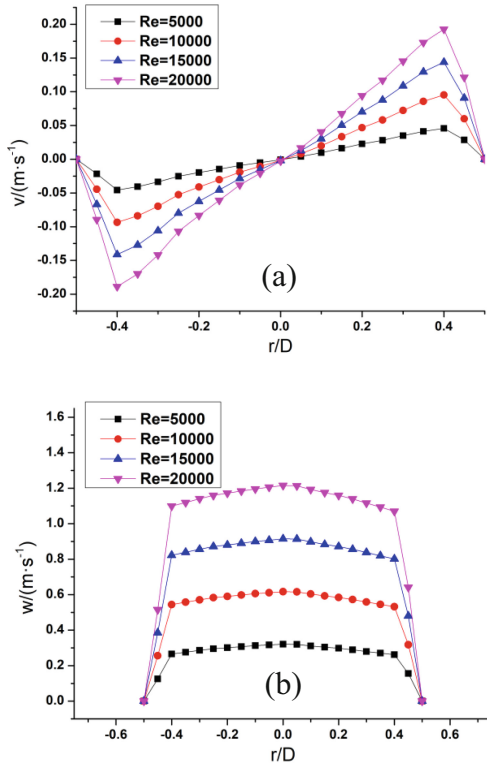 (a)
Re=5000
Re=10000
Re=15000
Re=20000
0.20
0.15
0.10
0.05
0.00
-0.05
-0.10
-0.15
-0.20
v/(m·s⁻¹)
(a)
-0.4 -0.2 0.0 0.2 0.4
r/D
(b)
Re=5000
Re=10000
Re=15000
Re=20000
1.6
1.4
1.2
1.0
0.8
0.6
0.4
0.2
0.0
w/(m·s⁻¹)
(b)
-0.6 -0.4 -0.2 0.0 0.2 0.4 0.6
r/D